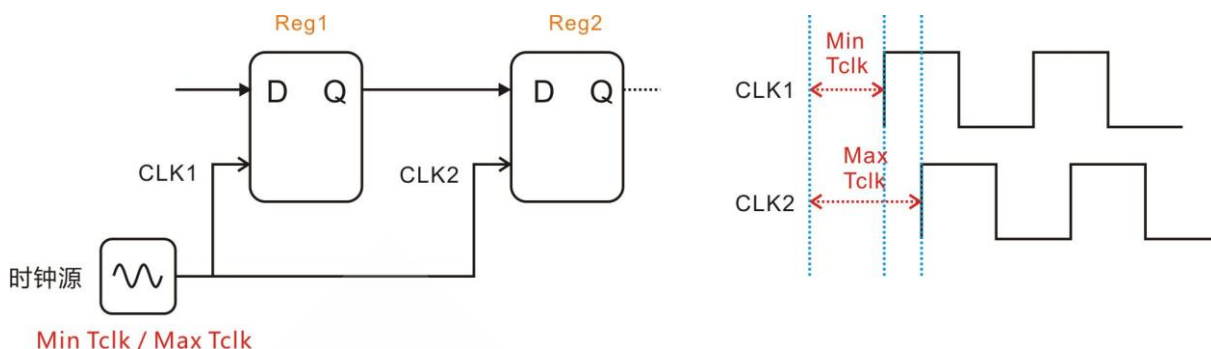 Reg1
Reg2
D Q
D Q
CLK1
CLK2
时钟源
Min Tclk / Max Tclk
Min
Tclk
CLK1
Max
Tclk
CLK2